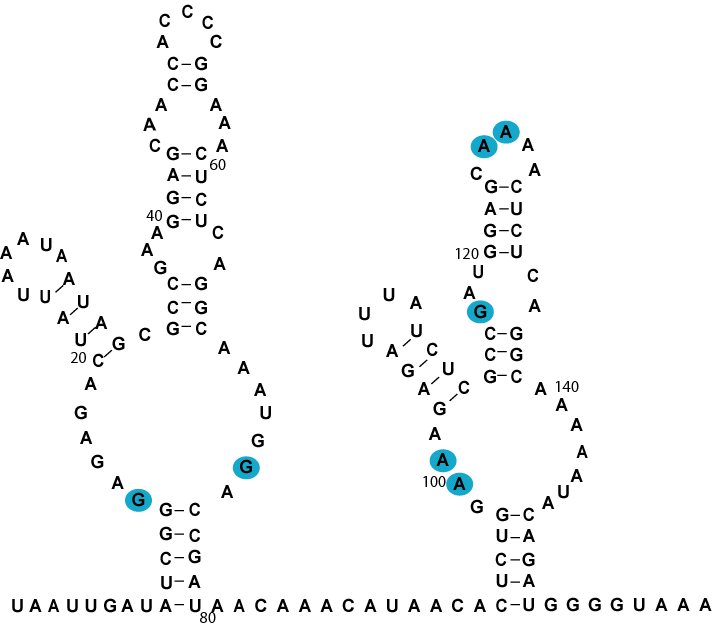 U A A U U G A U A
U C G G
G A G A G A C
20
U A U U A A A U A A U A G C
G C C G A A
40
G G A G C A A C C A C C C C G G A A A C
60
U C U C A G G C
A A A U G G A
C C G A U
80
A A C A A A C A U A A C A C
U C U G
G A A
100
A G A G A U U U A U C U C
G C C G A U
120
G G A G C A A A A C U C U C A G G C
A
140
A A A A U A
C A G A
U G G G G U A A A